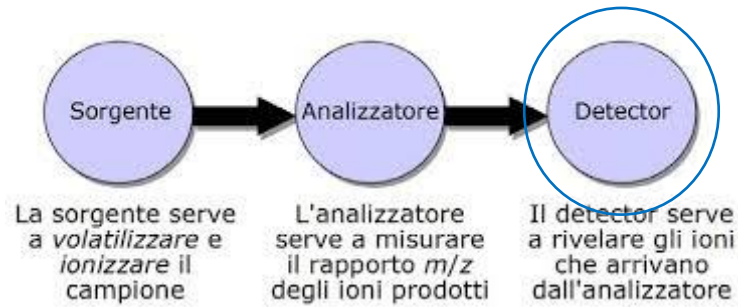 Sorgente
Analizzatore
Detector
La sorgente serve
a volatilizzare e
ionizzare il
campione
L'analizzatore
serve a misurare
il rapporto m/z
degli ioni prodotti
Il detector serve
a rivelare gli ioni
che arrivano
dall'analizzatore